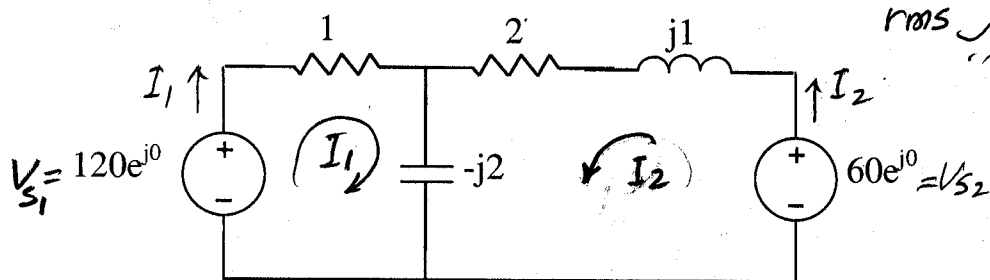 rms
1
2
j1
I₁
I₂
+
V_S1 = 120e^j0
−
I₁
-j2
I₂
+
60e^j0 = V_S2
−